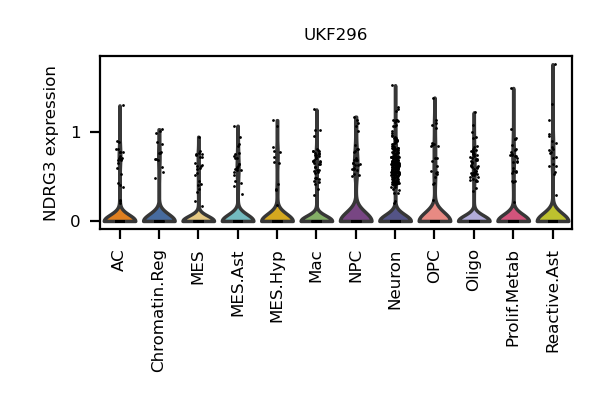 UKF296
NDRG3 expression
1
0
AC
Chromatin.Reg
MES
MES.Ast
MES.Hyp
Mac
NPC
Neuron
OPC
Oligo
Prolif.Metab
Reactive.Ast